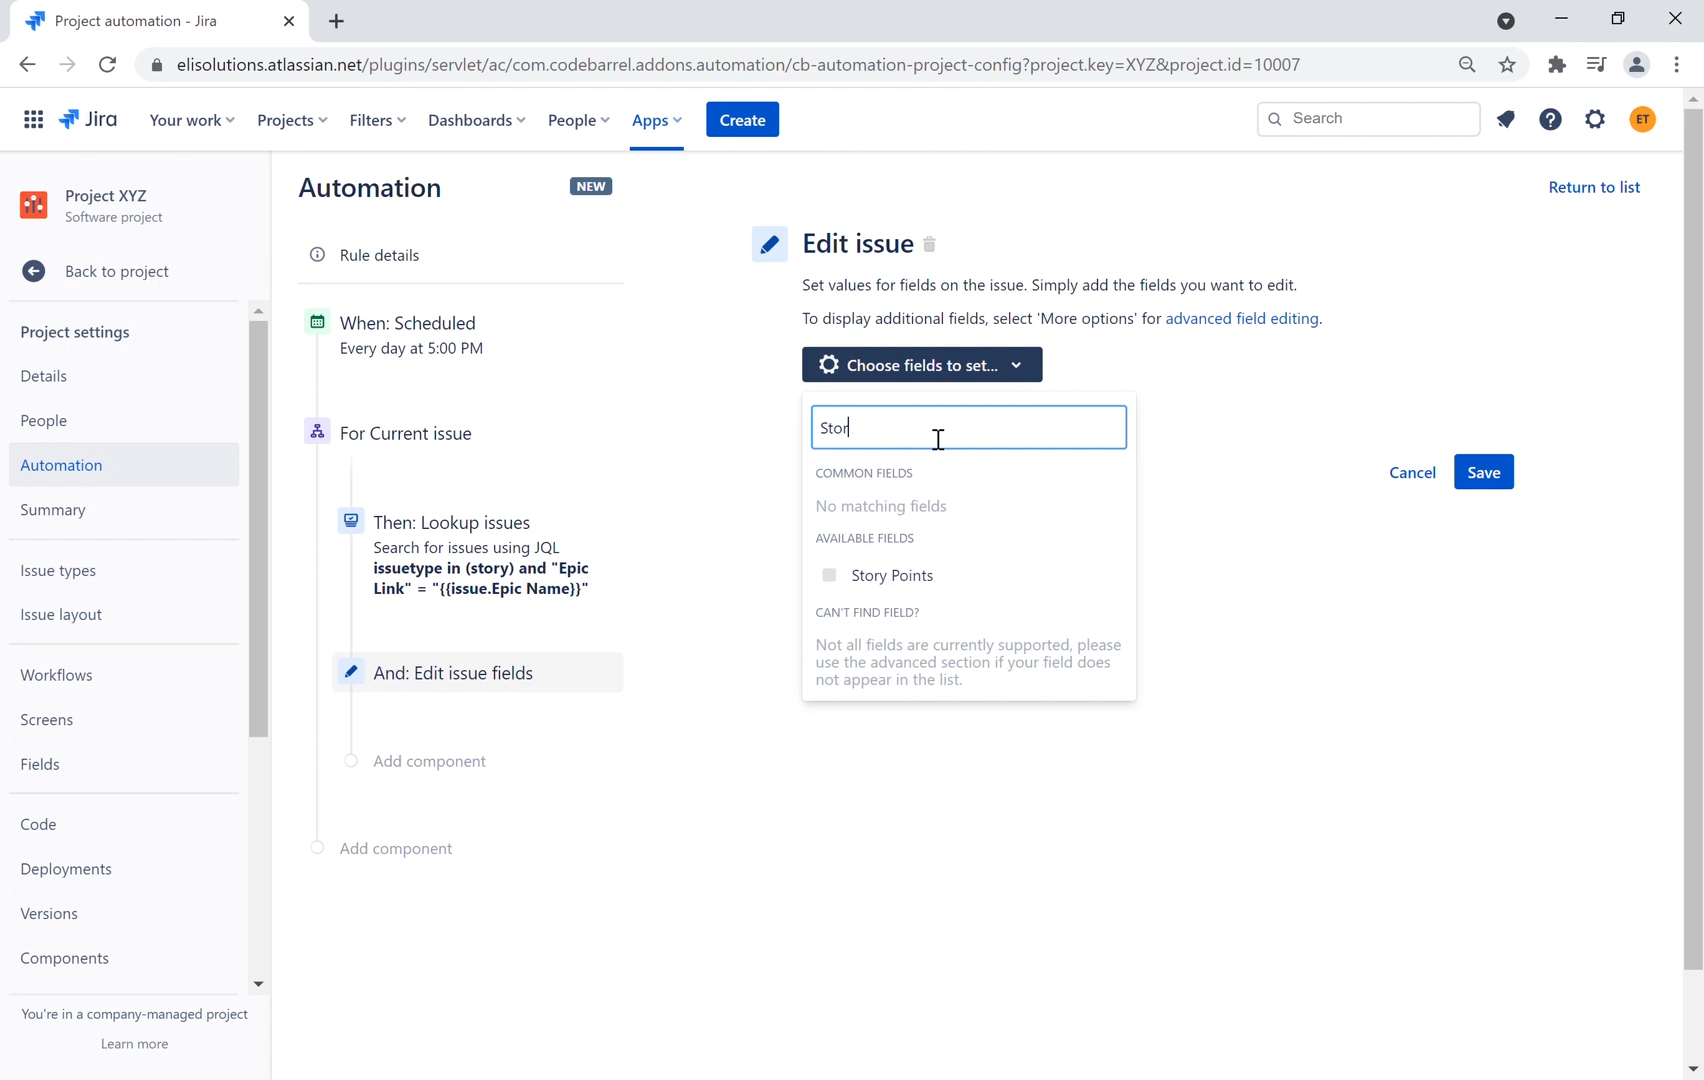 Project automation - Jira
elisolutions.atlassian.net/plugins/servlet/ac/com.codebarrel.addons.automation/cb-automation-project-config?project.key=XYZ&project.id=10007
Jira
Your work
Projects
Filters
Dashboards
People
Apps
Create
Search
ET
Project XYZ
Software project
Back to project
Project settings
Details
People
Automation
Summary
Issue types
Issue layout
Workflows
Screens
Fields
Code
Deployments
Versions
Components
You're in a company-managed project
Learn more
Automation
NEW
Return to list
Rule details
When: Scheduled
Every day at 5:00 PM
For Current issue
Then: Lookup issues
Search for issues using JQL
issuetype in (story) and "Epic
Link" = "{{issue.Epic Name}}"
And: Edit issue fields
Add component
Add component
Edit issue
Set values for fields on the issue. Simply add the fields you want to edit.
To display additional fields, select 'More options' for advanced field editing.
Choose fields to set...
Stor
COMMON FIELDS
No matching fields
AVAILABLE FIELDS
Story Points
CAN'T FIND FIELD?
Not all fields are currently supported, please
use the advanced section if your field does
not appear in the list.
Cancel
Save